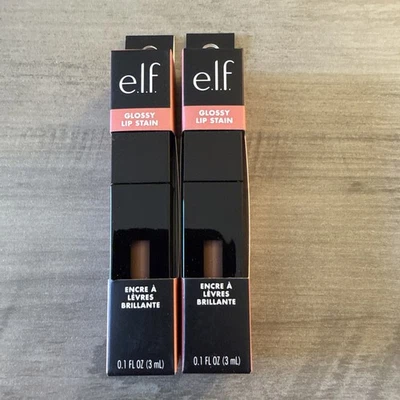 e.l.f.
GLOSSY
LIP STAIN
ENCRE À
LÈVRES
BRILLANTE
0.1 FL OZ (3 mL)
e.l.f.
GLOSSY
LIP STAIN
ENCRE À
LÈVRES
BRILLANTE
0.1 FL OZ (3 mL)